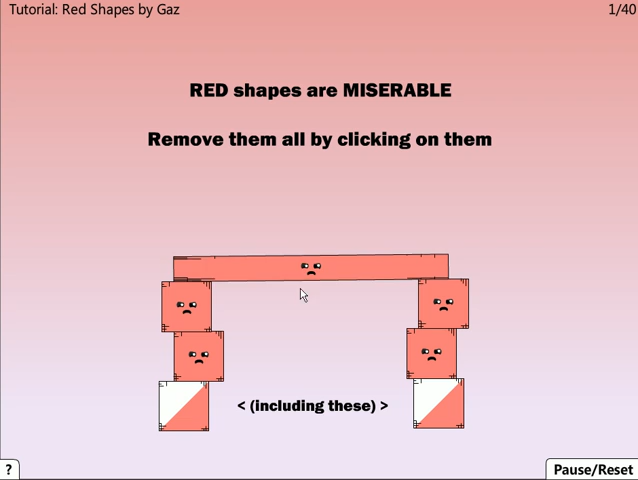 Tutorial: Red Shapes by Gaz
1/40
RED shapes are MISERABLE
Remove them all by clicking on them
< (including these) >
?
Pause/Reset